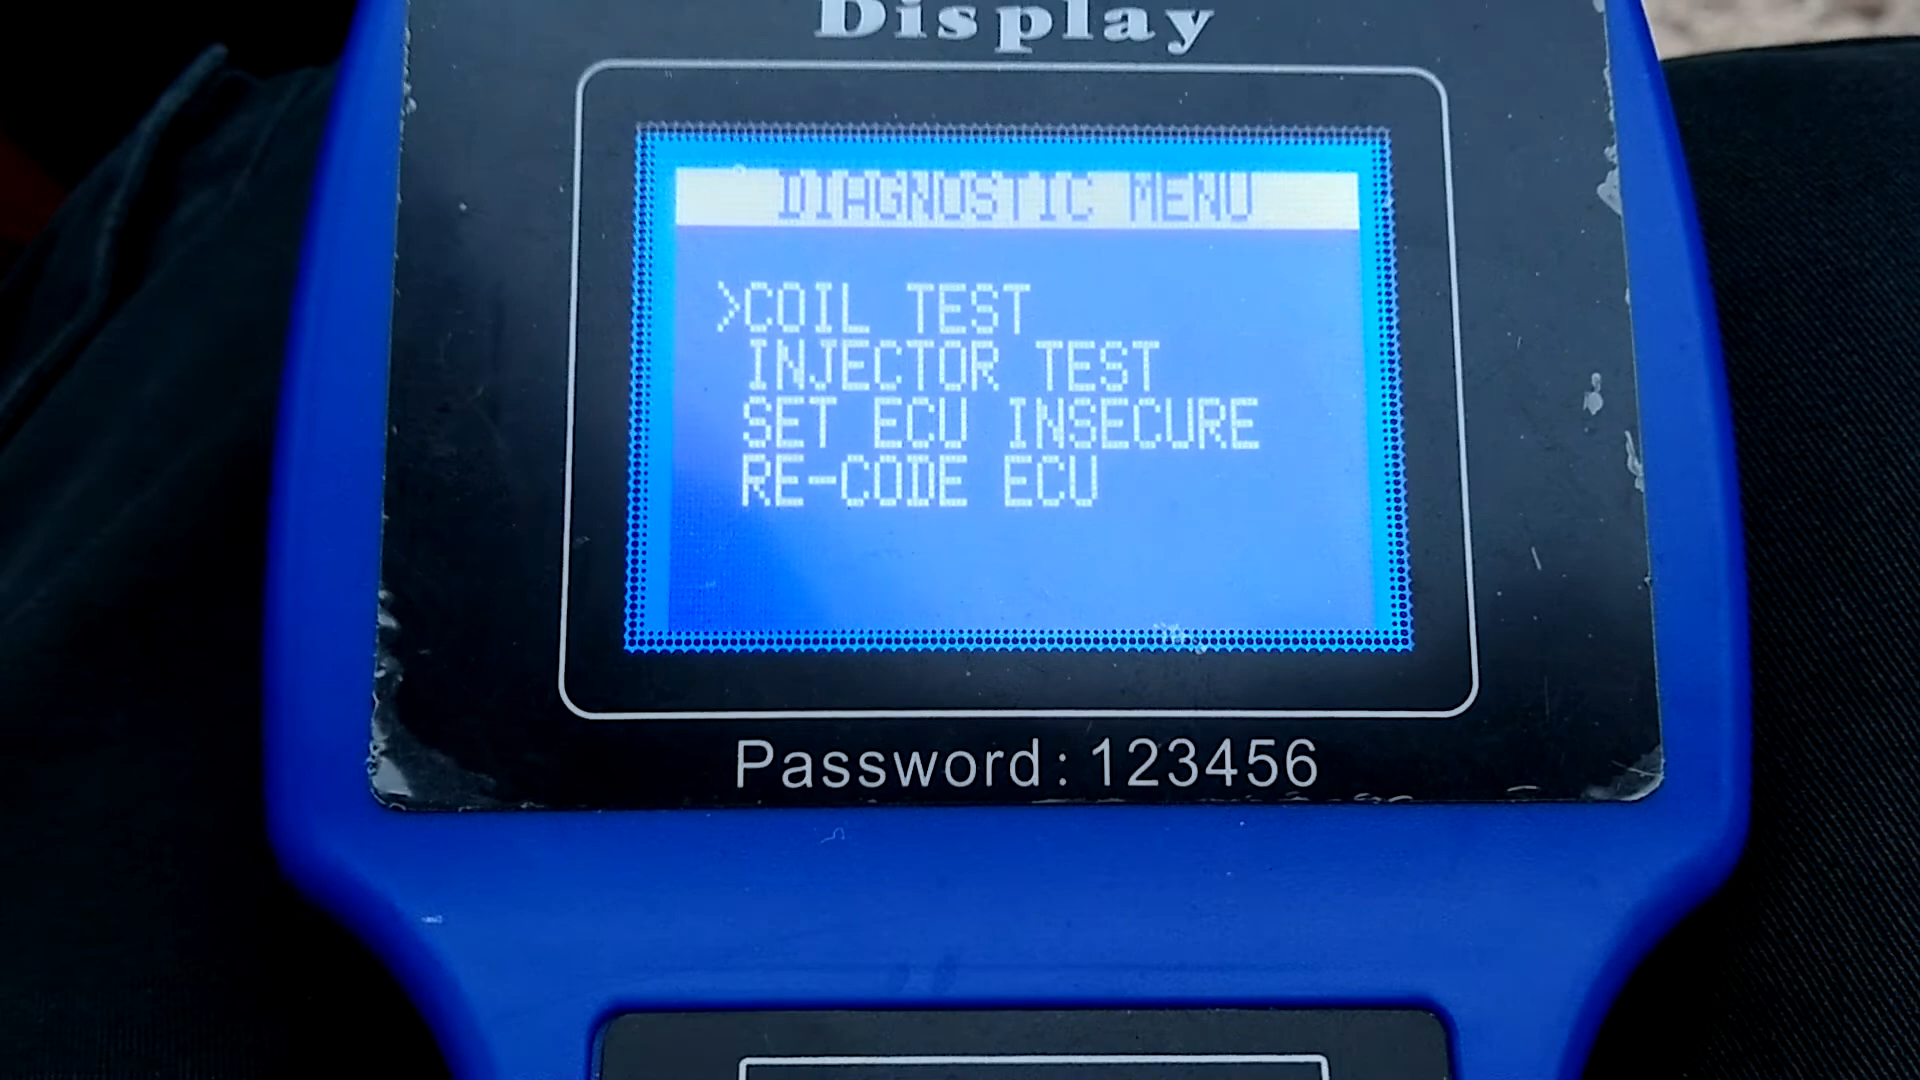 Display
DIAGNOSTIC MENU
>COIL TEST
INJECTOR TEST
SET ECU INSECURE
RE-CODE ECU
Password: 123456